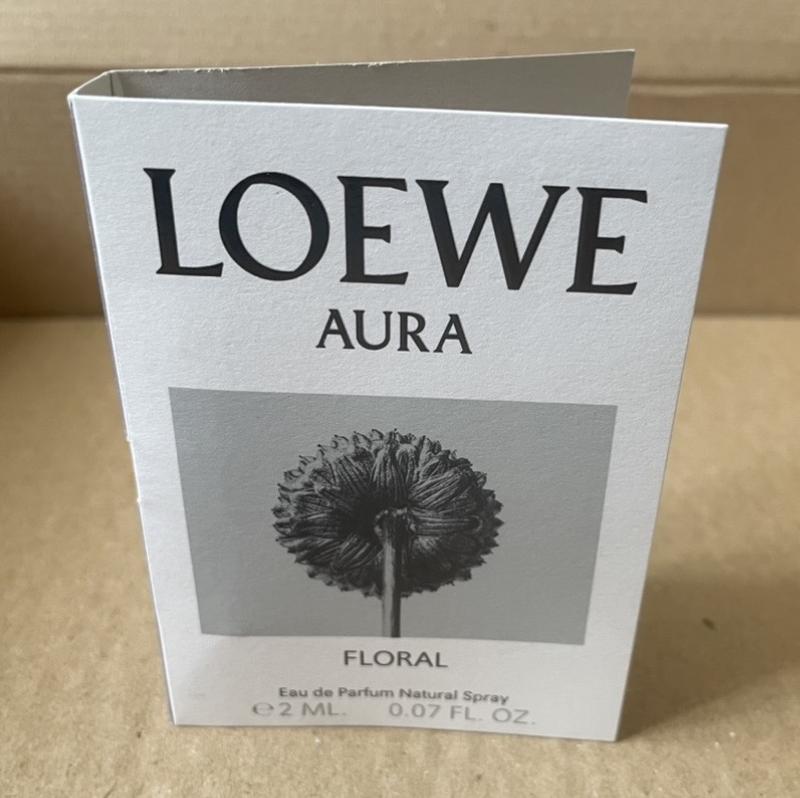 LOEWE
AURA
FLORAL
Eau de Parfum Natural Spray
℮2 ML. 0.07 FL. OZ.